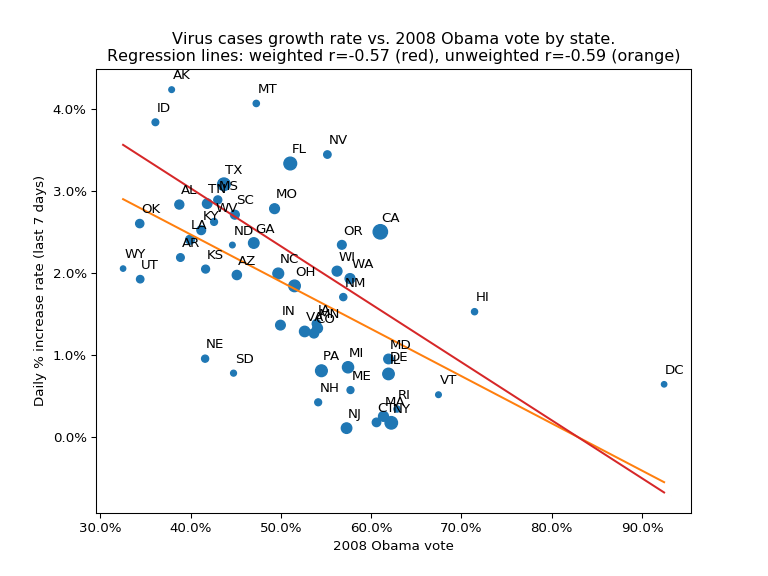 Virus cases growth rate vs. 2008 Obama vote by state.
Regression lines: weighted r=-0.57 (red), unweighted r=-0.59 (orange)
Daily % increase rate (last 7 days)
4.0%
3.0%
2.0%
1.0%
0.0%
AK
MT
ID
NV
FL
TX
MS
TN
AL
SC
MO
OK
WV
KY
LA
ND
GA
CA
OR
AR
WY
UT
KS
AZ
NC
OH
WI
WA
NM
HI
IN
VA
IA
MN
CO
NE
SD
PA
MI
MD
DE
IL
ME
NH
VT
DC
RI
MA
CT
NY
NJ
30.0%
40.0%
50.0%
60.0%
70.0%
80.0%
90.0%
2008 Obama vote